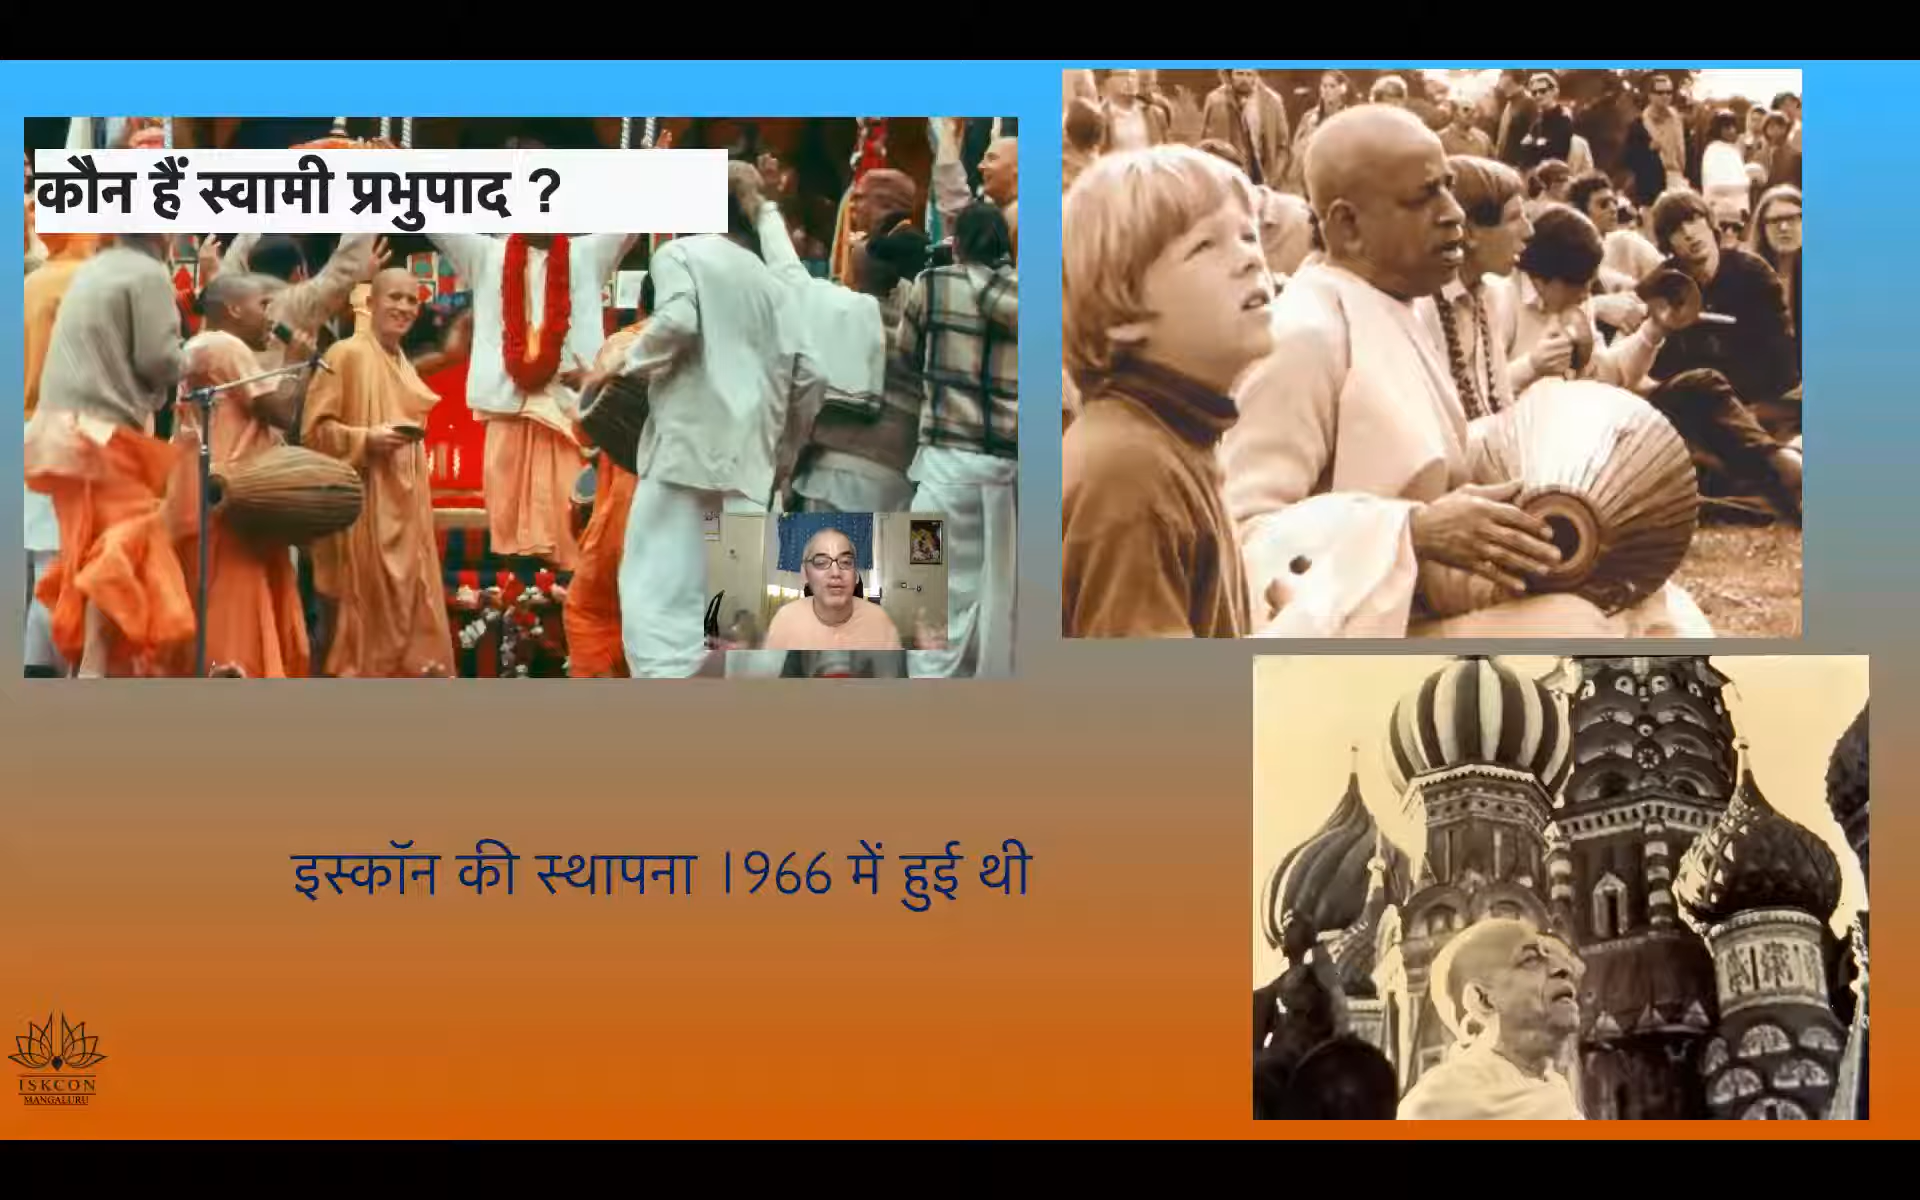 कौन हैं स्वामी प्रभुपाद ?
इस्कॉन की स्थापना 1966 में हुई थी
ISKCON
MANGALURU